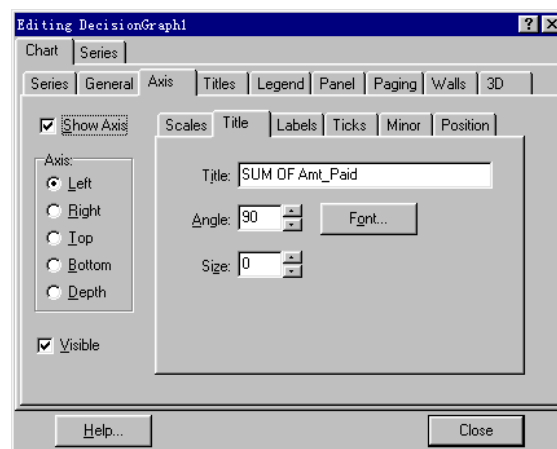 Editing DecisionGraph1
Chart Series
Series General Axis Titles Legend Panel Paging Walls 3D
Show Axis
Scales Title Labels Ticks Minor Position
Axis:
Left
Right
Top
Bottom
Depth
Visible
Title: SUM OF Amt_Paid
Angle: 90 Font...
Size: 0
Help... Close